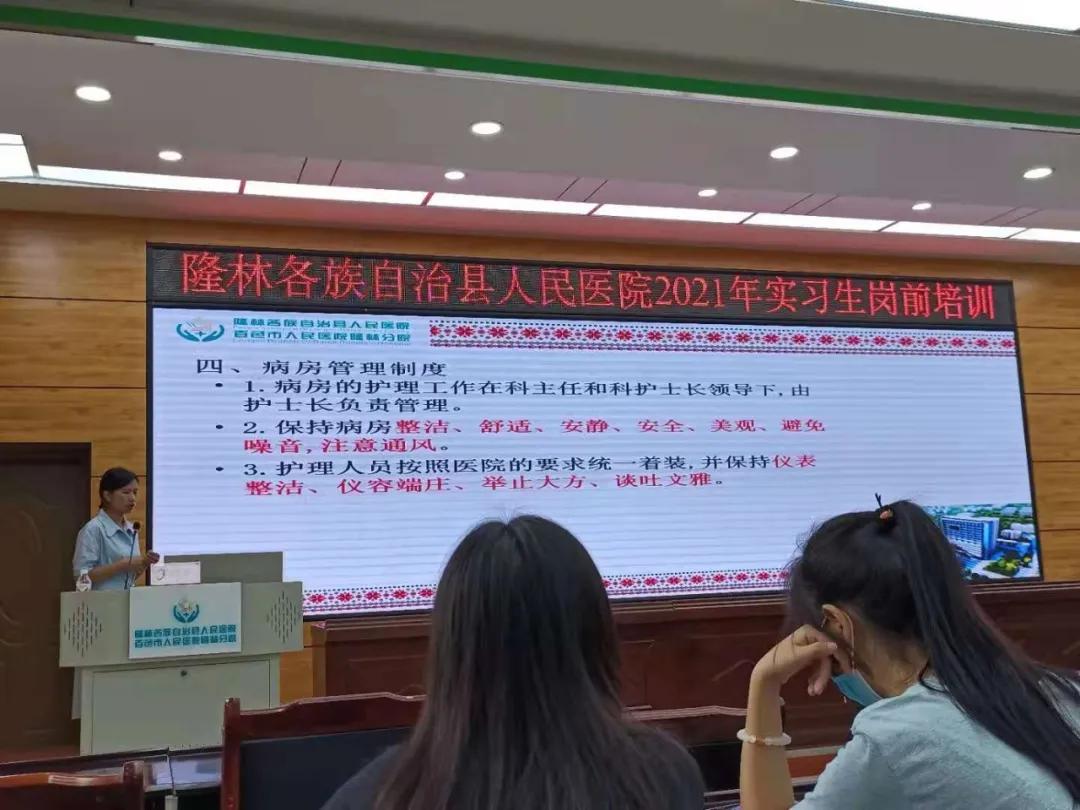 隆林各族自治县人民医院2021年实习生岗前培训
隆林各族自治县人民医院
百色市人民医院隆林分院
四、病房管理制度
• 1.病房的护理工作在科主任和科护士长领导下,由
护士长负责管理。
• 2.保持病房整洁、舒适、安静、安全、美观、避免
噪音,注意通风。
• 3.护理人员按照医院的要求统一着装,并保持仪表
整洁、仪容端庄、举止大方、谈吐文雅。
隆林各族自治县人民医院
百色市人民医院隆林分院